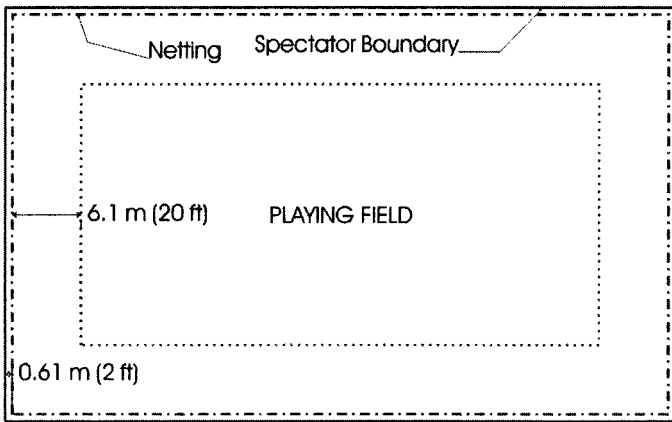 Netting
Spectator Boundary
6.1 m (20 ft)
PLAYING FIELD
0.61 m (2 ft)